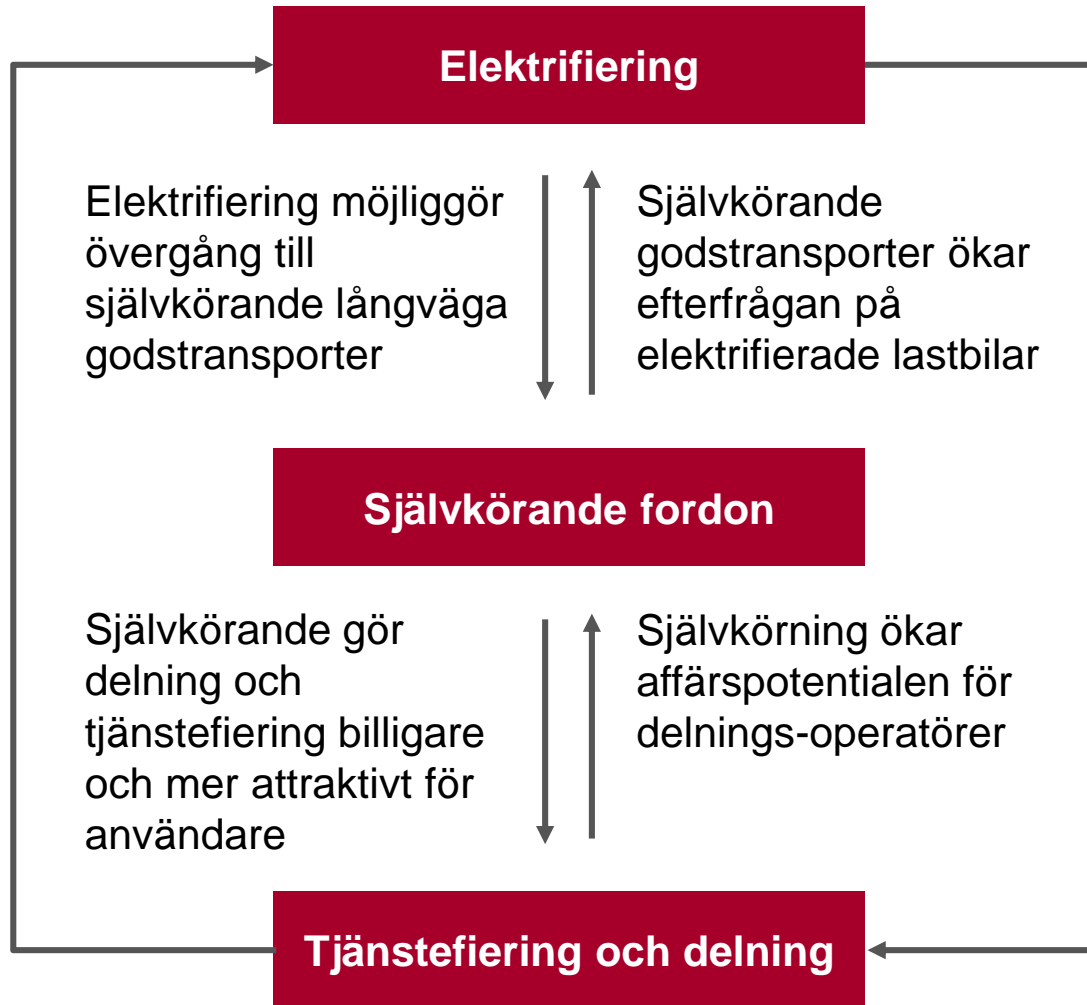 Elektrifiering
Elektrifiering möjliggör
övergång till
självkörande långväga
godstransporter
Självkörande
godstransporter ökar
efterfrågan på
elektrifierade lastbilar
Självkörande fordon
Självkörande gör
delning och
tjänstefiering billigare
och mer attraktivt för
användare
Självkörning ökar
affärspotentialen för
delnings-operatörer
Tjänstefiering och delning